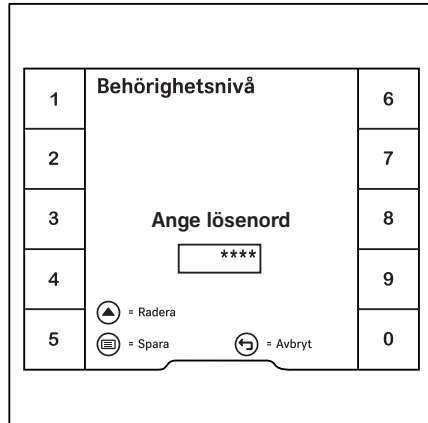 Behörighetsnivå
1
6
2
7
3
Ange lösenord
8
****
4
9
= Radera
5
= Spara
= Avbryt
0